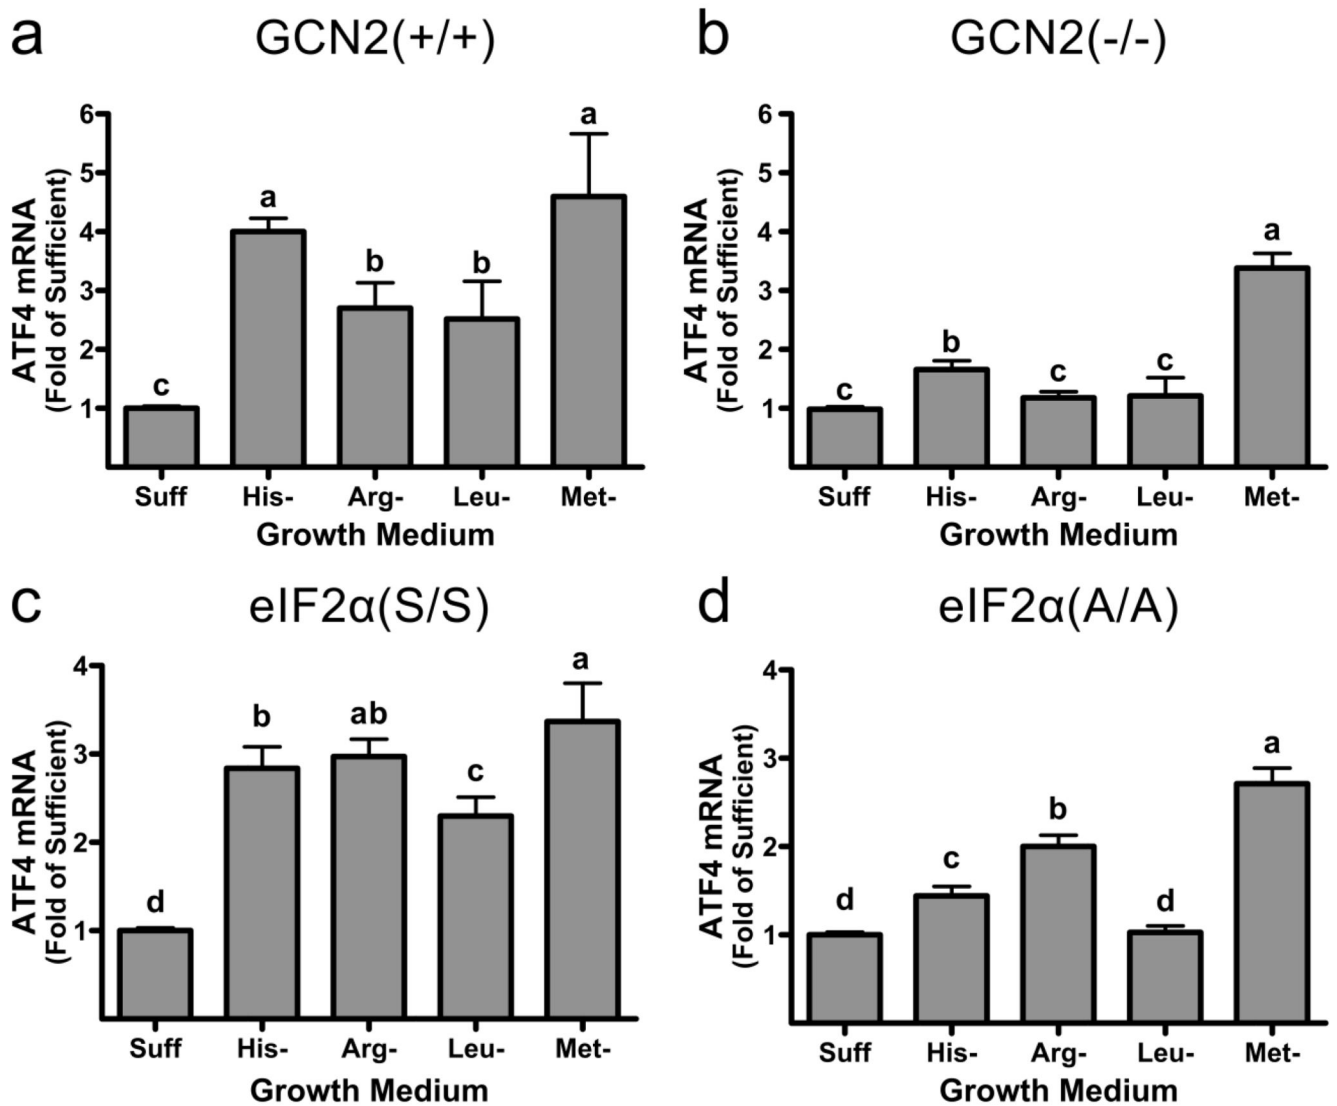 a GCN2(+/+)
ATF4 mRNA
(Fold of Sufficient)
6
5
4
3
2
1
c a b b a
Suff His- Arg- Leu- Met-
Growth Medium
b GCN2(-/-)
ATF4 mRNA
(Fold of Sufficient)
6
5
4
3
2
1
c b c c a
Suff His- Arg- Leu- Met-
Growth Medium
c eIF2α(S/S)
ATF4 mRNA
(Fold of Sufficient)
4
3
2
1
d b ab c a
Suff His- Arg- Leu- Met-
Growth Medium
d eIF2α(A/A)
ATF4 mRNA
(Fold of Sufficient)
4
3
2
1
d c b d a
Suff His- Arg- Leu- Met-
Growth Medium